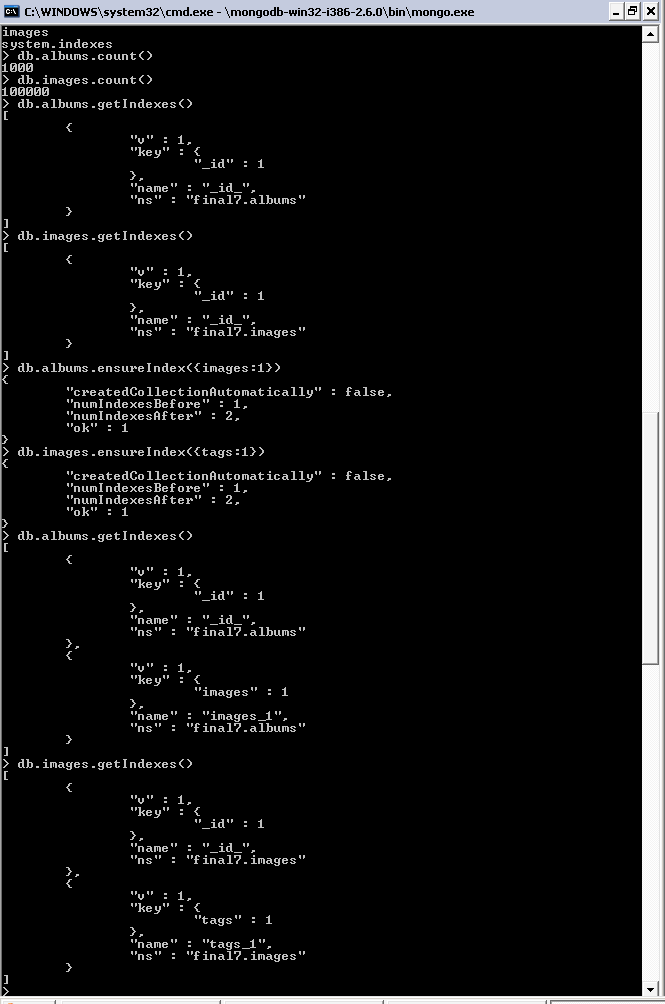 C:\WINDOWS\system32\cmd.exe - \mongodb-win32-i386-2.6.0\bin\mongo.exe
images
system.indexes
> db.albums.count()
1000
> db.images.count()
100000
> db.albums.getIndexes()
[
        {
                "v" : 1,
                "key" : {
                        "_id" : 1
                },
                "name" : "_id_",
                "ns" : "final7.albums"
        }
]
> db.images.getIndexes()
[
        {
                "v" : 1,
                "key" : {
                        "_id" : 1
                },
                "name" : "_id_",
                "ns" : "final7.images"
        }
]
> db.albums.ensureIndex({images:1})
{
        "createdCollectionAutomatically" : false,
        "numIndexesBefore" : 1,
        "numIndexesAfter" : 2,
        "ok" : 1
}
> db.images.ensureIndex({tags:1})
{
        "createdCollectionAutomatically" : false,
        "numIndexesBefore" : 1,
        "numIndexesAfter" : 2,
        "ok" : 1
}
> db.albums.getIndexes()
[
        {
                "v" : 1,
                "key" : {
                        "_id" : 1
                },
                "name" : "_id_",
                "ns" : "final7.albums"
        },
        {
                "v" : 1,
                "key" : {
                        "images" : 1
                },
                "name" : "images_1",
                "ns" : "final7.albums"
        }
]
> db.images.getIndexes()
[
        {
                "v" : 1,
                "key" : {
                        "_id" : 1
                },
                "name" : "_id_",
                "ns" : "final7.images"
        },
        {
                "v" : 1,
                "key" : {
                        "tags" : 1
                },
                "name" : "tags_1",
                "ns" : "final7.images"
        }
]
>